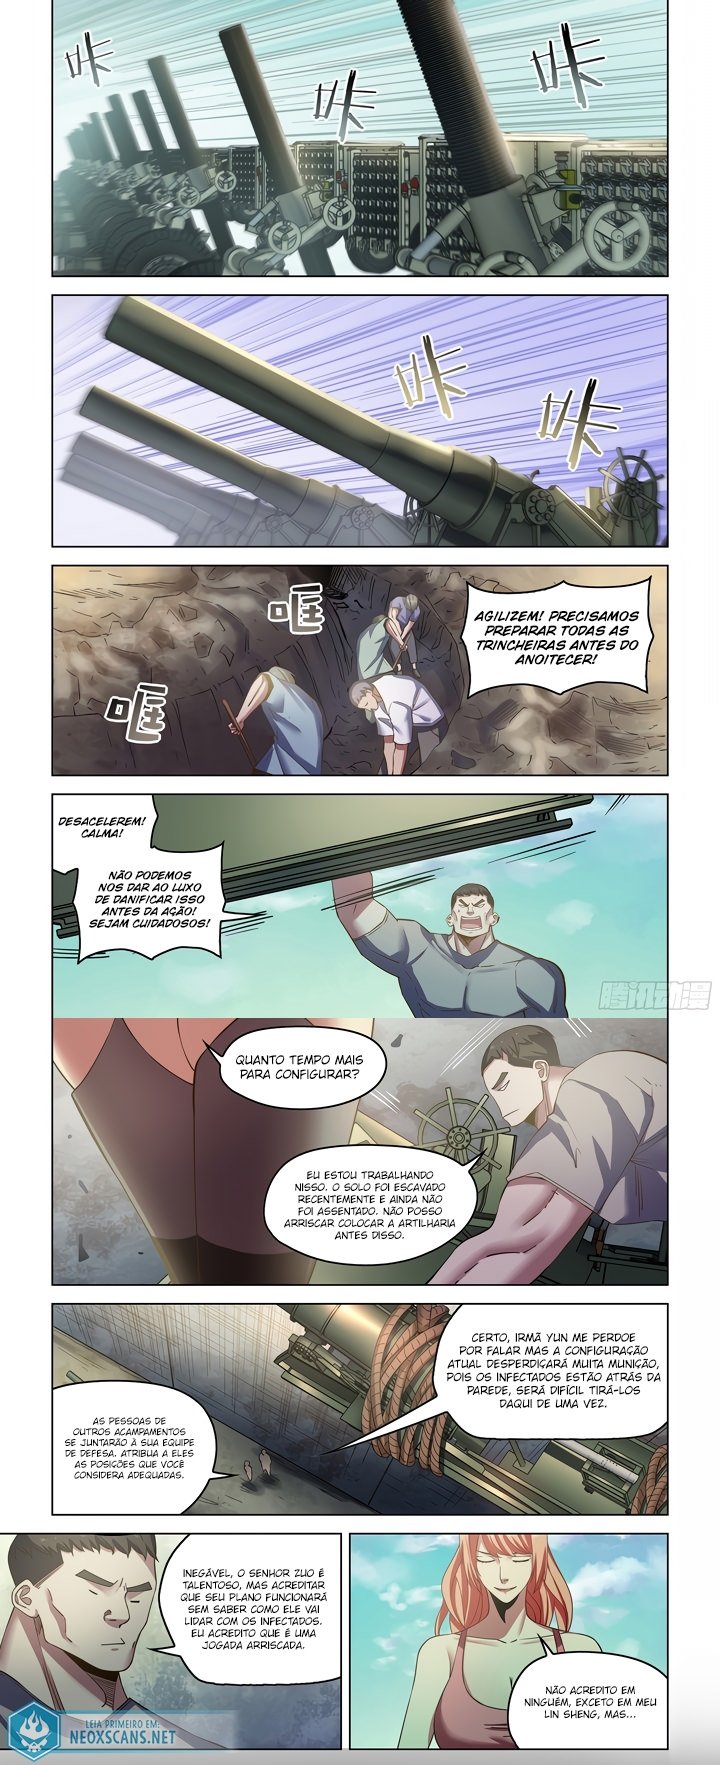 咔
咔
咔
咔
咔
哐
哐
AGILIZEM! PRECISAMOS
PREPARAR TODAS AS
TRINCHEIRAS ANTES DO
ANOITECER!
DESACELEREM!
CALMA!
NÃO PODEMOS
NOS DAR AO LUXO
DE DANIFICAR ISSO
ANTES DA AÇÃO!
SEJAM CUIDADOSOS!
腾讯动漫
QUANTO TEMPO MAIS
PARA CONFIGURAR?
EU ESTOU TRABALHANDO
NISSO. O SOLO FOI ESCAVADO
RECENTEMENTE E AINDA NÃO
FOI ASSENTADO. NÃO POSSO
ARRISCAR COLOCAR A ARTILHARIA
ANTES DISSO.
CERTO, IRMÃ YUN ME PERDOE
POR FALAR MAS A CONFIGURAÇÃO
ATUAL DESPERDIÇARÁ MUITA MUNIÇÃO,
POIS OS INFECTADOS ESTÃO ATRÁS DA
PAREDE, SERÁ DIFÍCIL TIRÁ-LOS
DAQUI DE UMA VEZ.
AS PESSOAS DE
OUTROS ACAMPAMENTOS
SE JUNTARÃO À SUA EQUIPE
DE DEFESA. ATRIBUA A ELES
AS POSIÇÕES QUE VOCÊ
CONSIDERA ADEQUADAS.
INEGÁVEL, O SENHOR ZUO É
TALENTOSO, MAS ACREDITAR
QUE SEU PLANO FUNCIONARÁ
SEM SABER COMO ELE VAI
LIDAR COM OS INFECTADOS.
EU ACREDITO QUE É UMA
JOGADA ARRISCADA.
NÃO ACREDITO EM
NINGUÉM, EXCETO EM MEU
LIN SHENG, MAS...
LEIA PRIMEIRO EM:
NEOXSCANS.NET